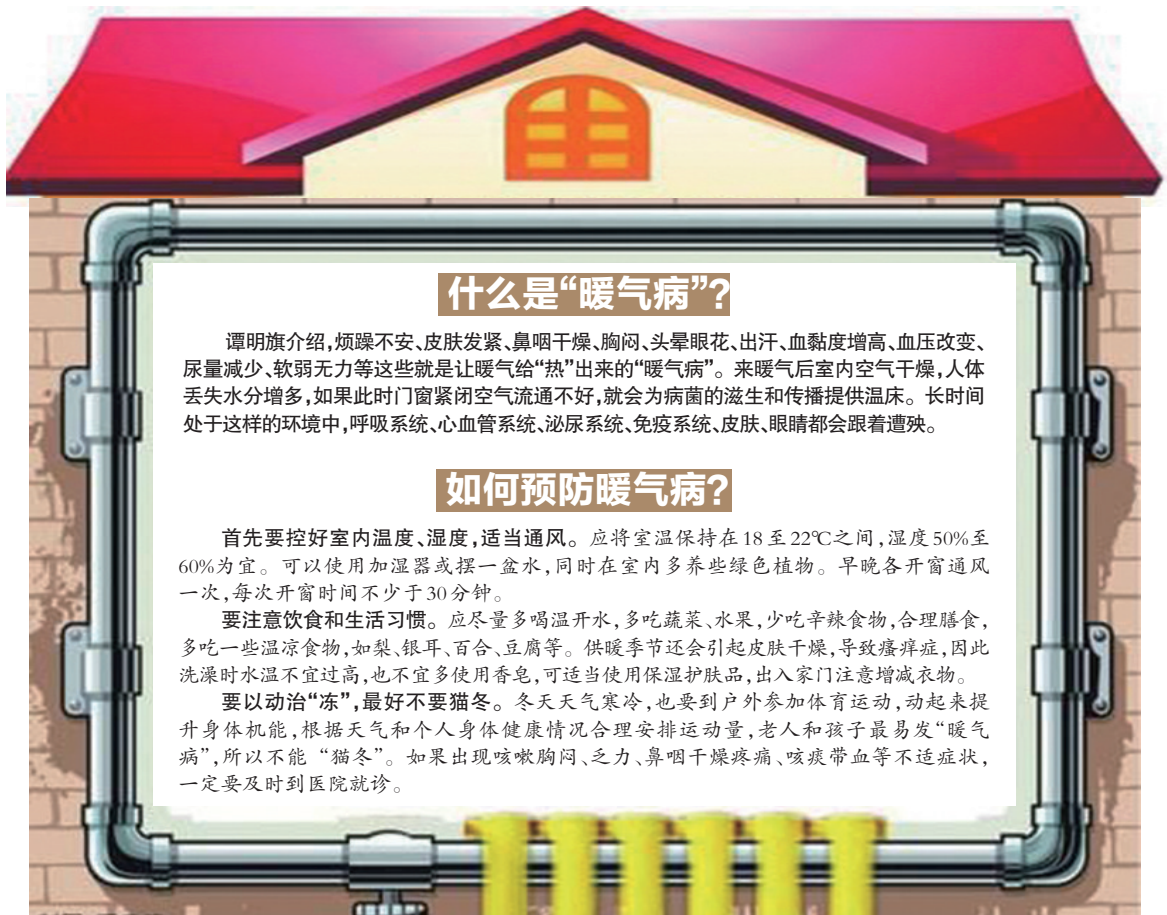 什么是“暖气病”?
谭明旗介绍,烦躁不安、皮肤发紧、鼻咽干燥、胸闷、头晕眼花、出汗、血黏度增高、血压改变、
尿量减少、软弱无力等这些就是让暖气给“热”出来的“暖气病”。来暖气后室内空气干燥,人体
丢失水分增多,如果此时门窗紧闭空气流通不好,就会为病菌的滋生和传播提供温床。长时间
处于这样的环境中,呼吸系统、心血管系统、泌尿系统、免疫系统、皮肤、眼睛都会跟着遭殃。
如何预防暖气病?
首先要控好室内温度、湿度,适当通风。应将室温保持在18至22℃之间,湿度50%至
60%为宜。可以使用加湿器或摆一盆水,同时在室内多养些绿色植物。早晚各开窗通风
一次,每次开窗时间不少于30分钟。
要注意饮食和生活习惯。应尽量多喝温开水,多吃蔬菜、水果,少吃辛辣食物,合理膳食,
多吃一些温凉食物,如梨、银耳、百合、豆腐等。供暖季节还会引起皮肤干燥,导致瘙痒症,因此
洗澡时水温不宜过高,也不宜多使用香皂,可适当使用保湿护肤品,出入家门注意增减衣物。
要以动治“冻”,最好不要猫冬。冬天天气寒冷,也要到户外参加体育运动,动起来提
升身体机能,根据天气和个人身体健康情况合理安排运动量,老人和孩子最易发“暖气
病”,所以不能“猫冬”。如果出现咳嗽胸闷、乏力、鼻咽干燥疼痛、咳痰带血等不适症状,
一定要及时到医院就诊。